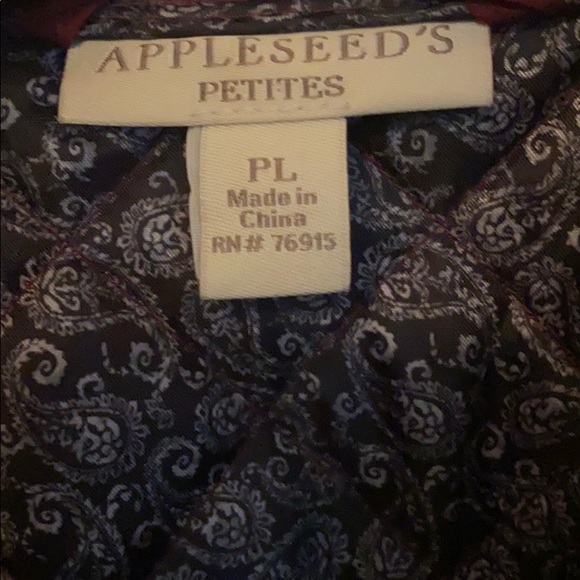 APPLESEED'S
PETITES
PL
Made in
China
RN# 76915